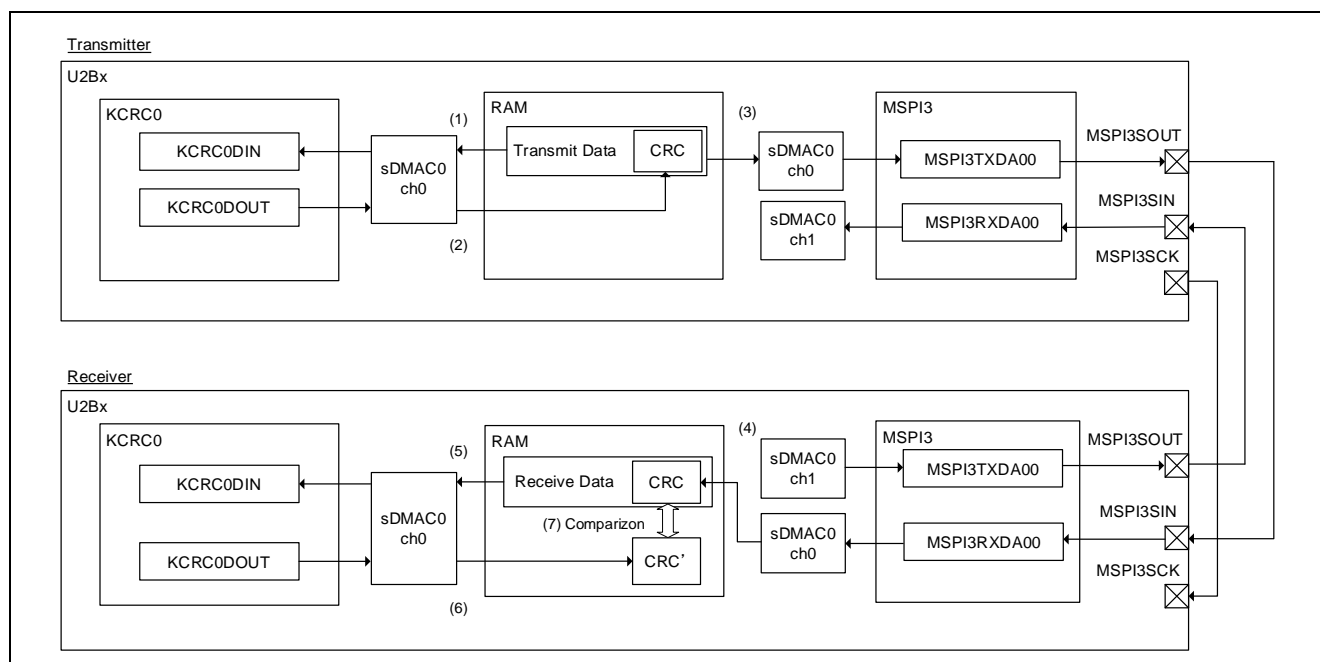 Transmitter
U2Bx
KCRC0
KCRC0DIN
KCRC0DOUT
(1)
sDMAC0
ch0
(2)
RAM
Transmit Data
CRC
(3)
sDMAC0
ch0
sDMAC0
ch1
MSPI3
MSPI3TXDA00
MSPI3RXDA00
MSPI3SOUT
MSPI3SIN
MSPI3SCK
Receiver
U2Bx
KCRC0
KCRC0DIN
KCRC0DOUT
(5)
sDMAC0
ch0
(6)
RAM
Receive Data
CRC
(7) Comparizon
CRC'
(4)
sDMAC0
ch1
sDMAC0
ch0
MSPI3
MSPI3TXDA00
MSPI3RXDA00
MSPI3SOUT
MSPI3SIN
MSPI3SCK